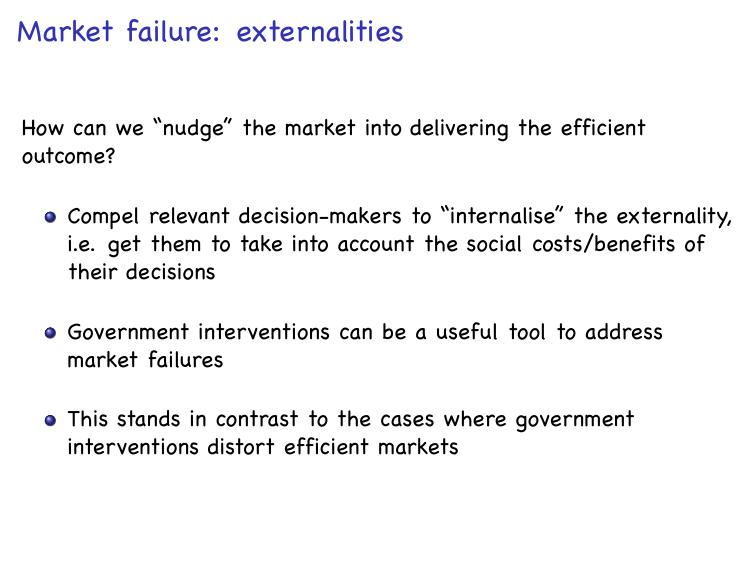 Market failure: externalities
How can we “nudge” the market into delivering the efficient
outcome?
Compel relevant decision-makers to “internalise” the externality,
i.e. get them to take into account the social costs/benefits of
their decisions
Government interventions can be a useful tool to address
market failures
This stands in contrast to the cases where government
interventions distort efficient markets